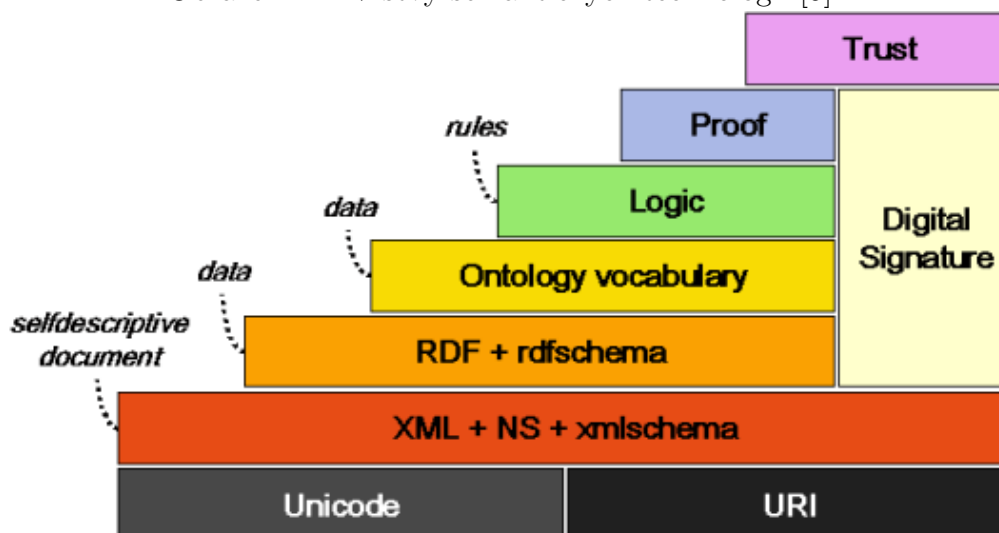 Trust
Proof
rules
Logic
data
Digital
Signature
Ontology vocabulary
data
RDF + rdfschema
selfdescriptive
document
XML + NS + xmlschema
Unicode
URI